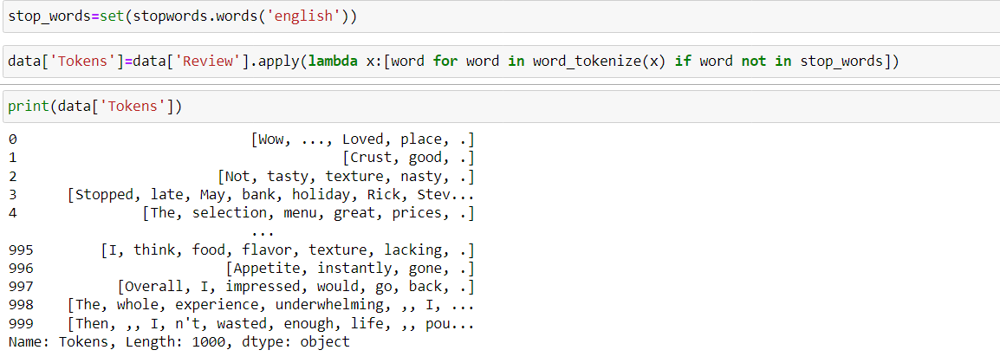 stop_words=set(stopwords.words('english'))
data['Tokens']=data['Review'].apply(lambda x:[word for word in word_tokenize(x) if word not in stop_words])
print(data['Tokens'])
0 [Wow, ..., Loved, place, .]
1 [Crust, good, .]
2 [Not, tasty, texture, nasty, .]
3 [Stopped, late, May, bank, holiday, Rick, Stev...
4 [The, selection, menu, great, prices, .]
...
995 [I, think, food, flavor, texture, lacking, .]
996 [Appetite, instantly, gone, .]
997 [Overall, I, impressed, would, go, back, .]
998 [The, whole, experience, underwhelming, ,, I, ...
999 [Then, ,, I, n't, wasted, enough, life, ,, pou...
Name: Tokens, Length: 1000, dtype: object